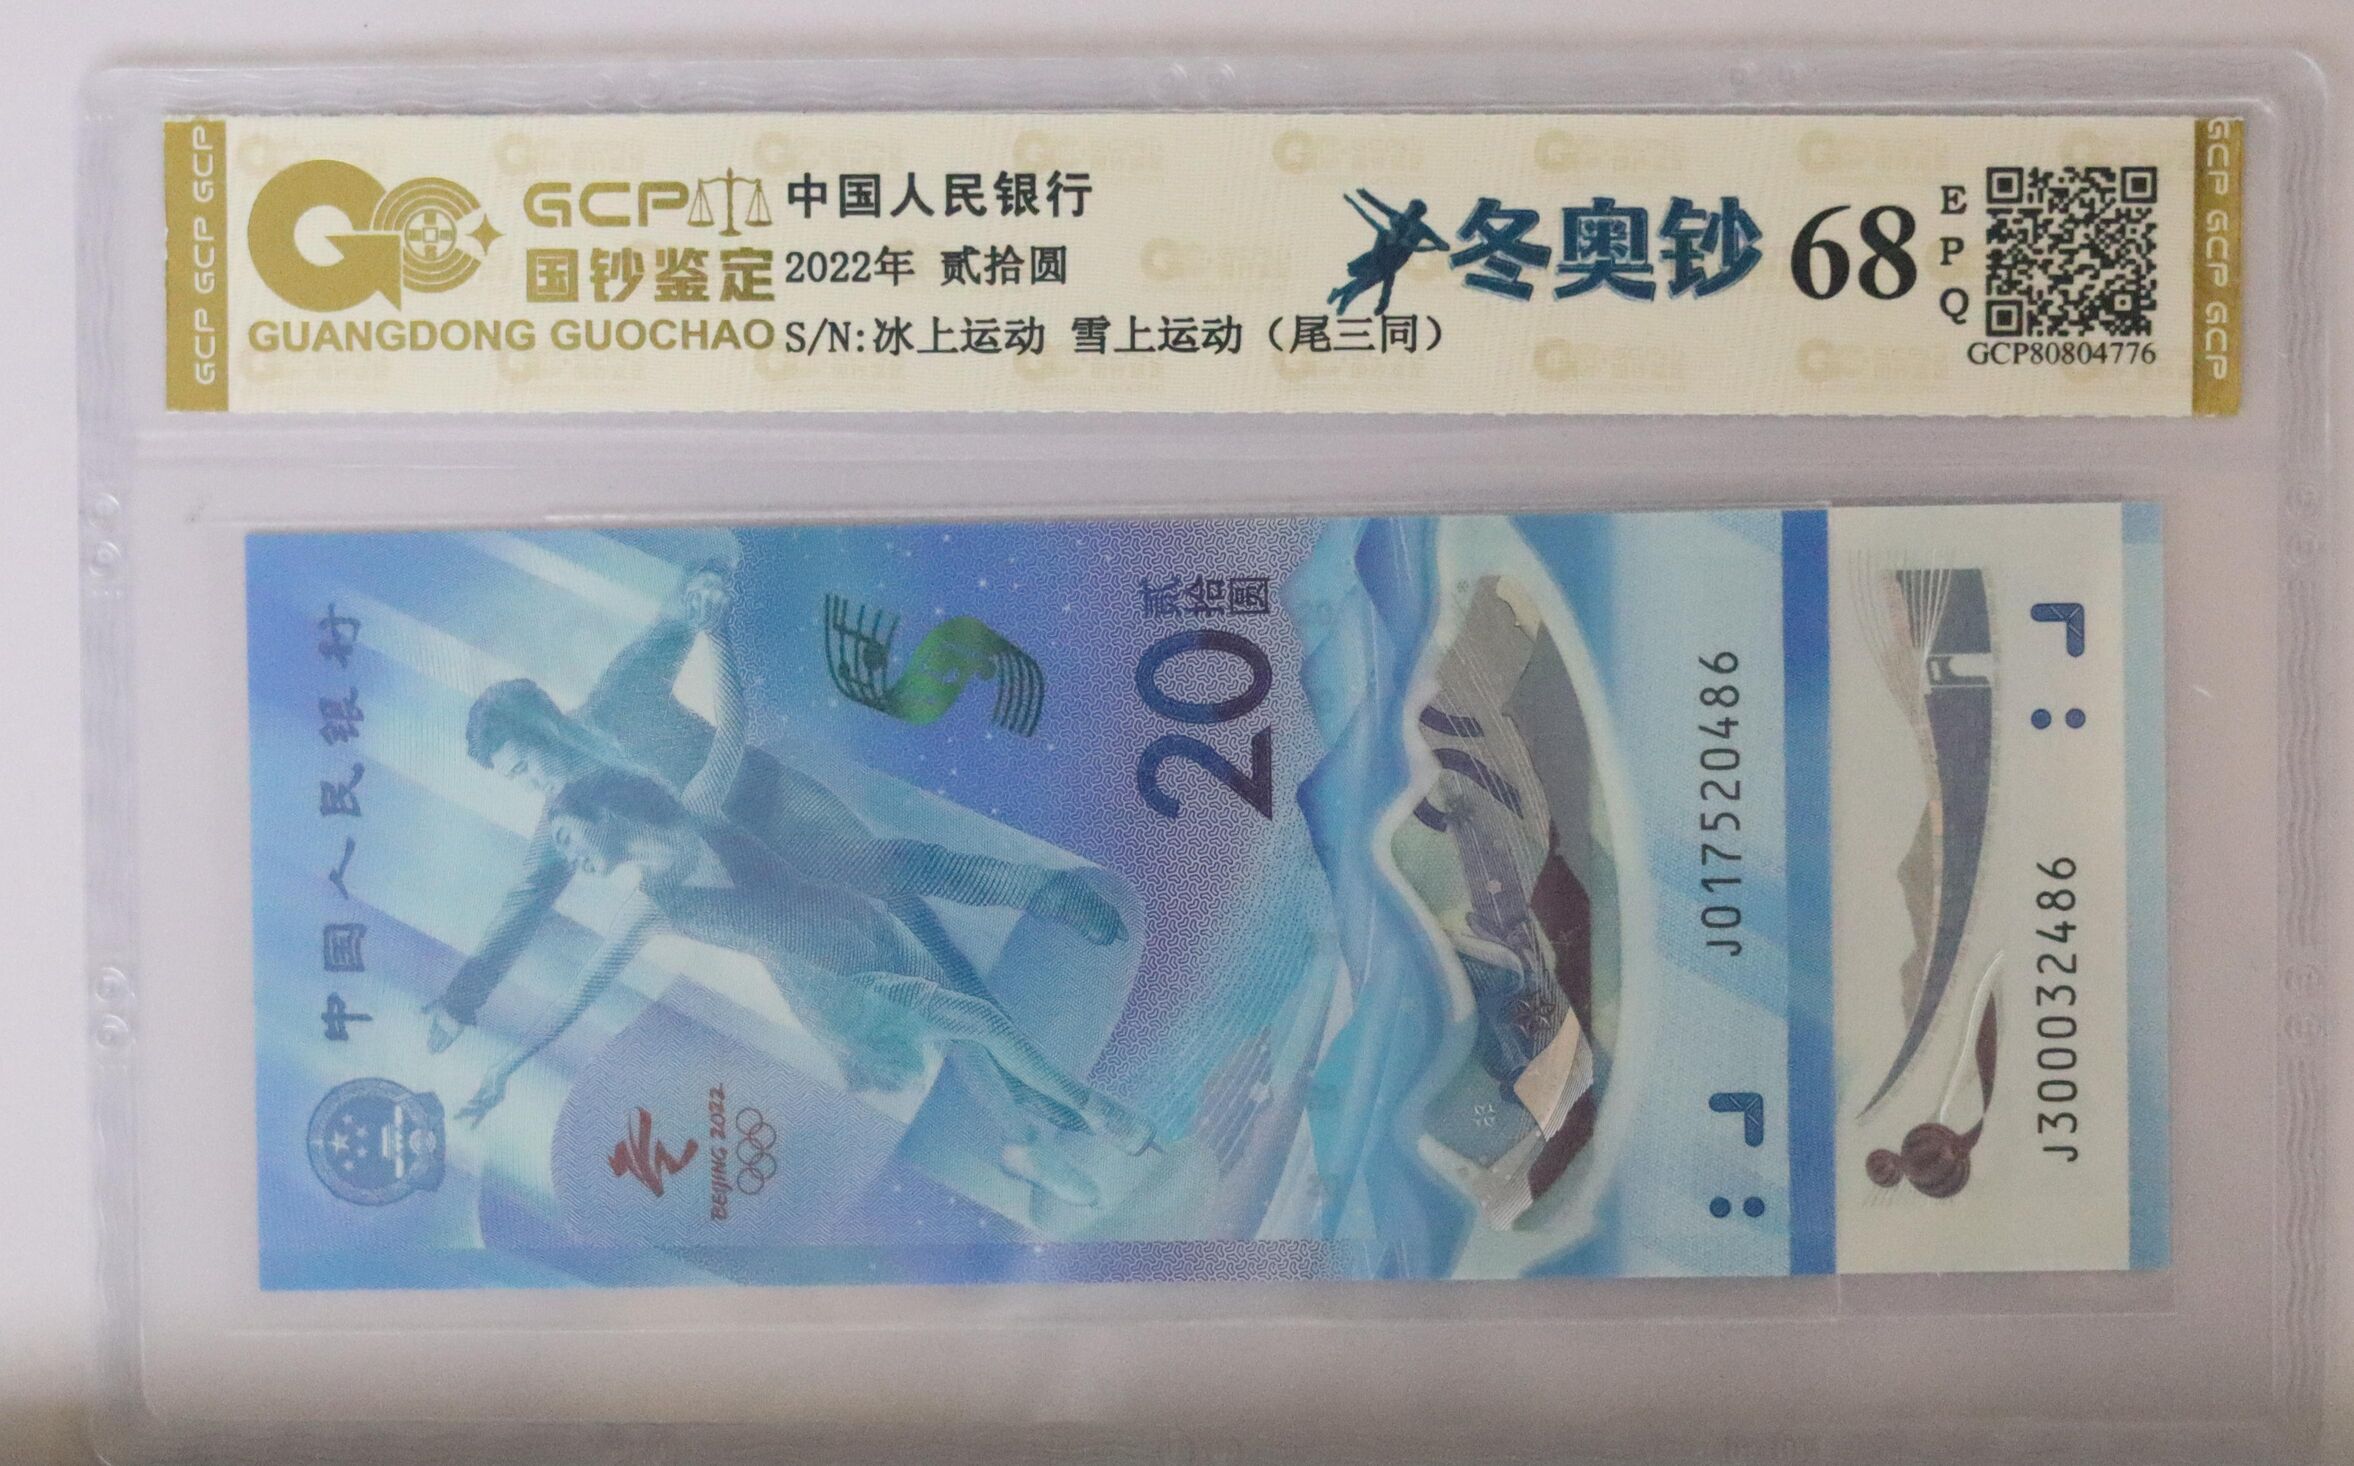 GCP GCP GCP
GCP
国钞鉴定
GUANGDONG GUOCHAO
中国人民银行
2022年 贰拾圆
S/N:冰上运动 雪上运动（尾三同）
冬奥钞
68
EPQ
GCP80804776
GCP GCP GCP
中国人民银行
BEIJING 2022
20
贰拾圆
J017520486
J300032486